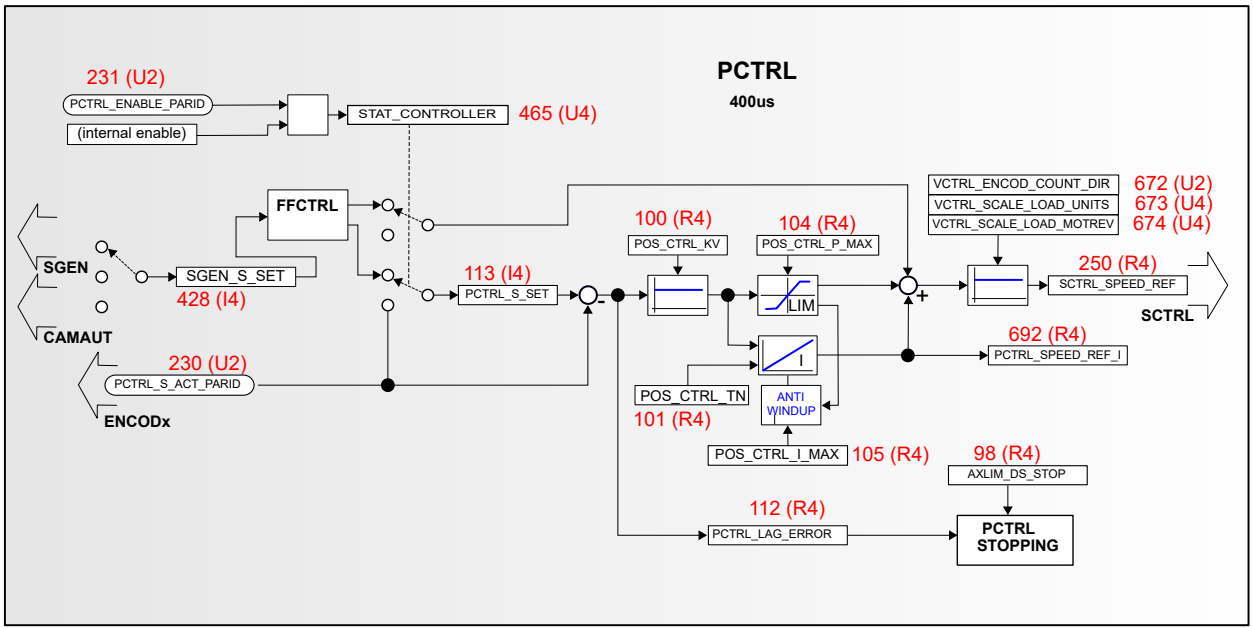 PCTRL
400us
231 (U2)
PCTRL_ENABLE_PARID
(internal enable)
STAT_CONTROLLER
465 (U4)
FFCTRL
SGEN
SGEN_S_SET
428 (I4)
CAMAUT
230 (U2)
PCTRL_S_ACT_PARID
ENCODx
113 (I4)
PCTRL_S_SET
-
100 (R4)
POS_CTRL_KV
104 (R4)
POS_CTRL_P_MAX
LIM
I
POS_CTRL_TN
101 (R4)
ANTI
WINDUP
POS_CTRL_I_MAX
105 (R4)
+
VCTRL_ENCOD_COUNT_DIR
672 (U2)
VCTRL_SCALE_LOAD_UNITS
673 (U4)
VCTRL_SCALE_LOAD_MOTREV
674 (U4)
250 (R4)
SCTRL_SPEED_REF
SCTRL
692 (R4)
PCTRL_SPEED_REF_I
98 (R4)
AXLIM_DS_STOP
112 (R4)
PCTRL_LAG_ERROR
PCTRL
STOPPING